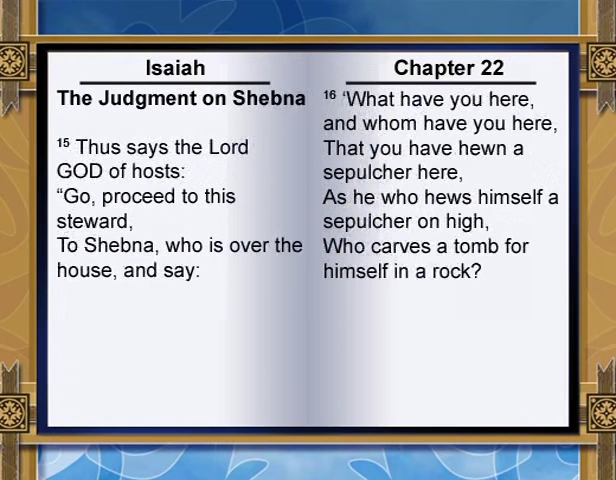 Isaiah
The Judgment on Shebna
15 Thus says the Lord
GOD of hosts:
“Go, proceed to this
steward,
To Shebna, who is over the
house, and say:
Chapter 22
16 ‘What have you here,
and whom have you here,
That you have hewn a
sepulcher here,
As he who hews himself a
sepulcher on high,
Who carves a tomb for
himself in a rock?